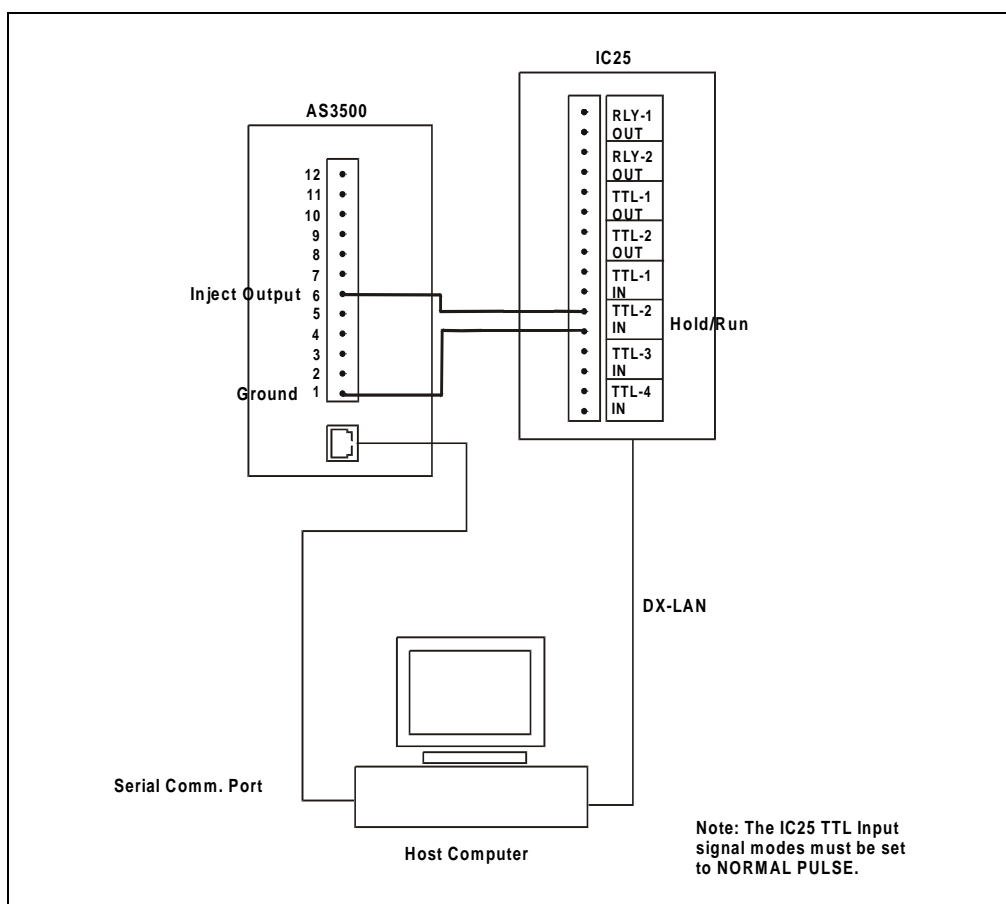 IC25
AS3500
RLY-1
OUT
RLY-2
OUT
TTL-1
OUT
TTL-2
OUT
TTL-1
IN
TTL-2
IN
Hold/Run
TTL-3
IN
TTL-4
IN
12
11
10
9
8
7
Inject Output 6
5
4
3
2
Ground 1
DX-LAN
Serial Comm. Port
Host Computer
Note: The IC25 TTL Input
signal modes must be set
to NORMAL PULSE.